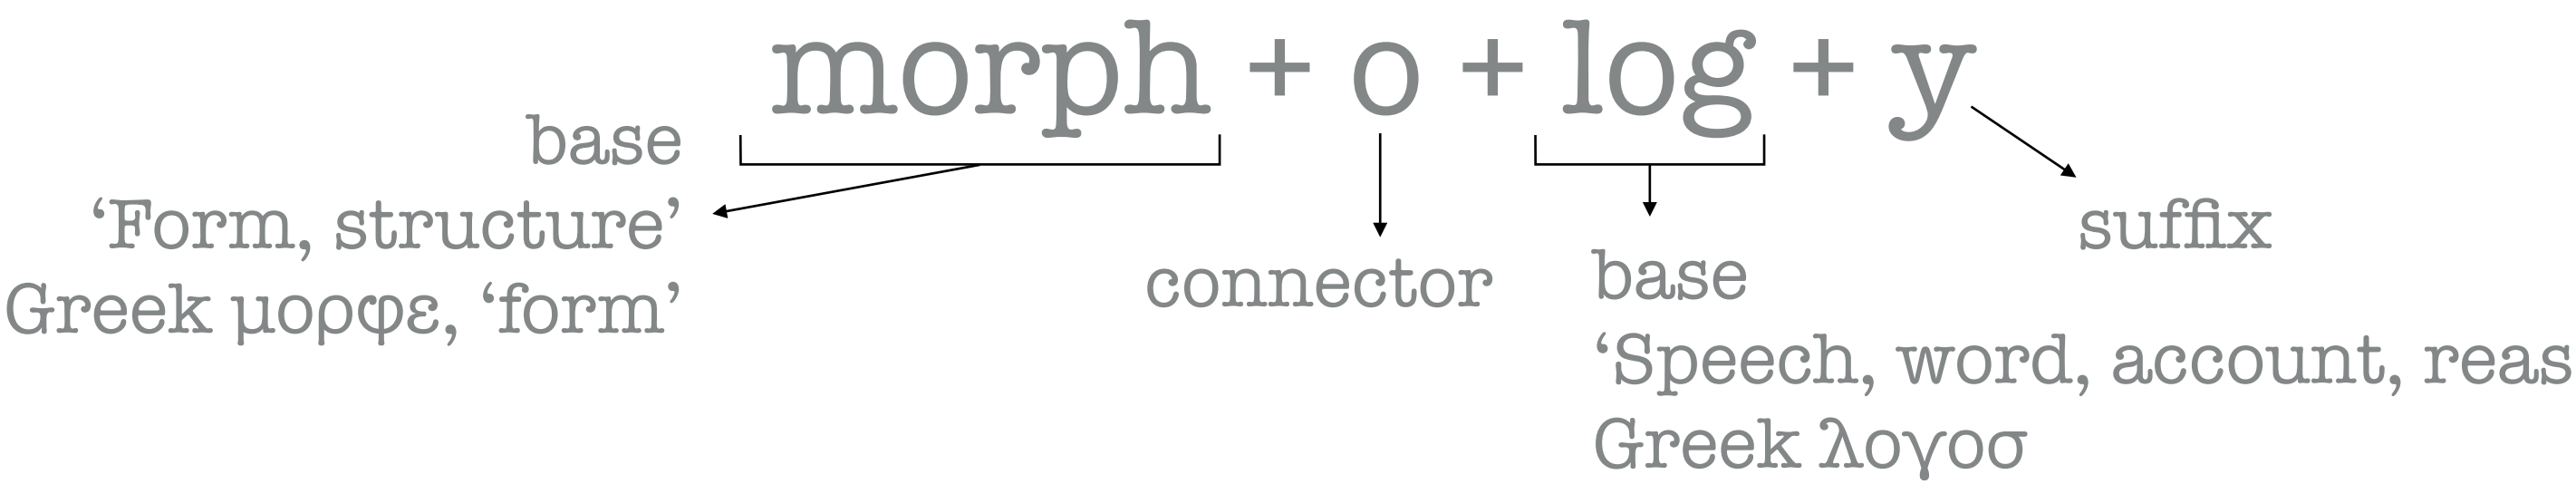 morph + o + log + y
base
‘Form, structure’
Greek μορφε, ‘form’
connector
base
‘Speech, word, account, reas
Greek λογοσ
suffix